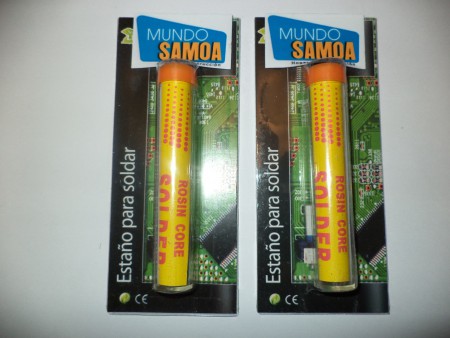 MUNDO
SAMOA
Estaño para soldar
ROSIN CORE
SOLDER
CE
MUNDO
SAMOA
Estaño para soldar
ROSIN CORE
SOLDER
CE